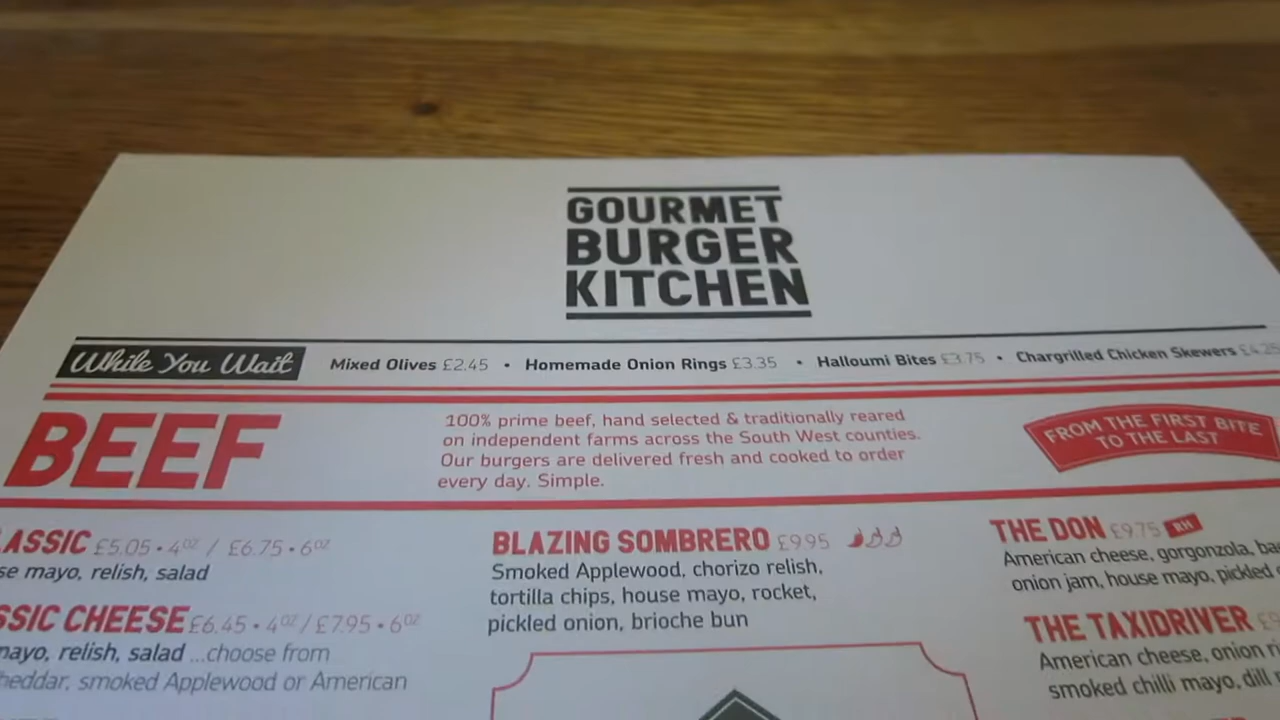 GOURMET
BURGER
KITCHEN
While You Wait Mixed Olives £2.45 • Homemade Onion Rings £3.35 • Halloumi Bites £3.75 • Chargrilled Chicken Skewers £4.25
BEEF
100% prime beef, hand selected & traditionally reared
on independent farms across the South West counties.
Our burgers are delivered fresh and cooked to order
every day. Simple.
FROM THE FIRST BITE
TO THE LAST
£5.05 • 4oz / £6.75 • 6oz
mayo, relish, salad
CHEESE £6.45 • 4oz / £7.95 • 6oz
mayo, relish, salad ...choose from
smoked Applewood or American
BLAZING SOMBRERO £9.95
Smoked Applewood, chorizo relish,
tortilla chips, house mayo, rocket,
pickled onion, brioche bun
THE DON £9.75 RH
American cheese, gorgonzola,
onion jam, house mayo, pickled
THE TAXIDRIVER
American cheese, onion
smoked chilli mayo, dill